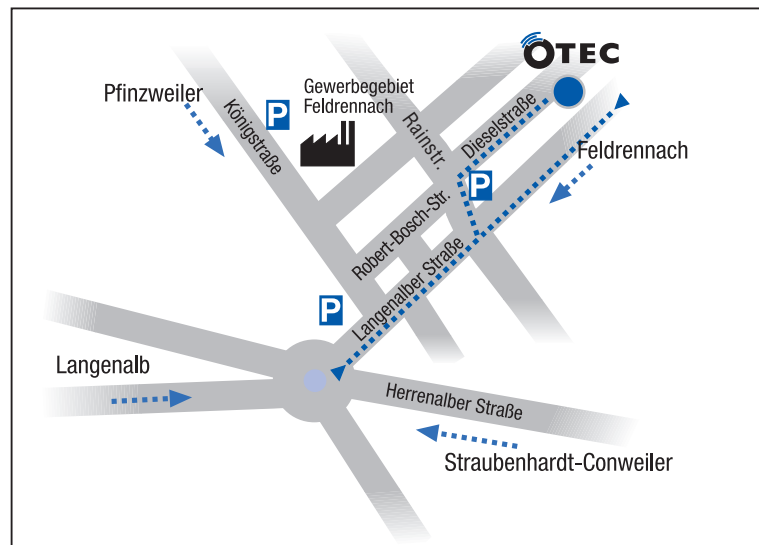 OTEC
Pfinzweiler
Königstraße
P
Gewerbegebiet
Feldrennach
Rainstr.
Dieselstraße
Feldrennach
P
Robert-Bosch-Str.
Langenalber Straße
P
Langenalb
Herrenalber Straße
Straubenhardt-Conweiler